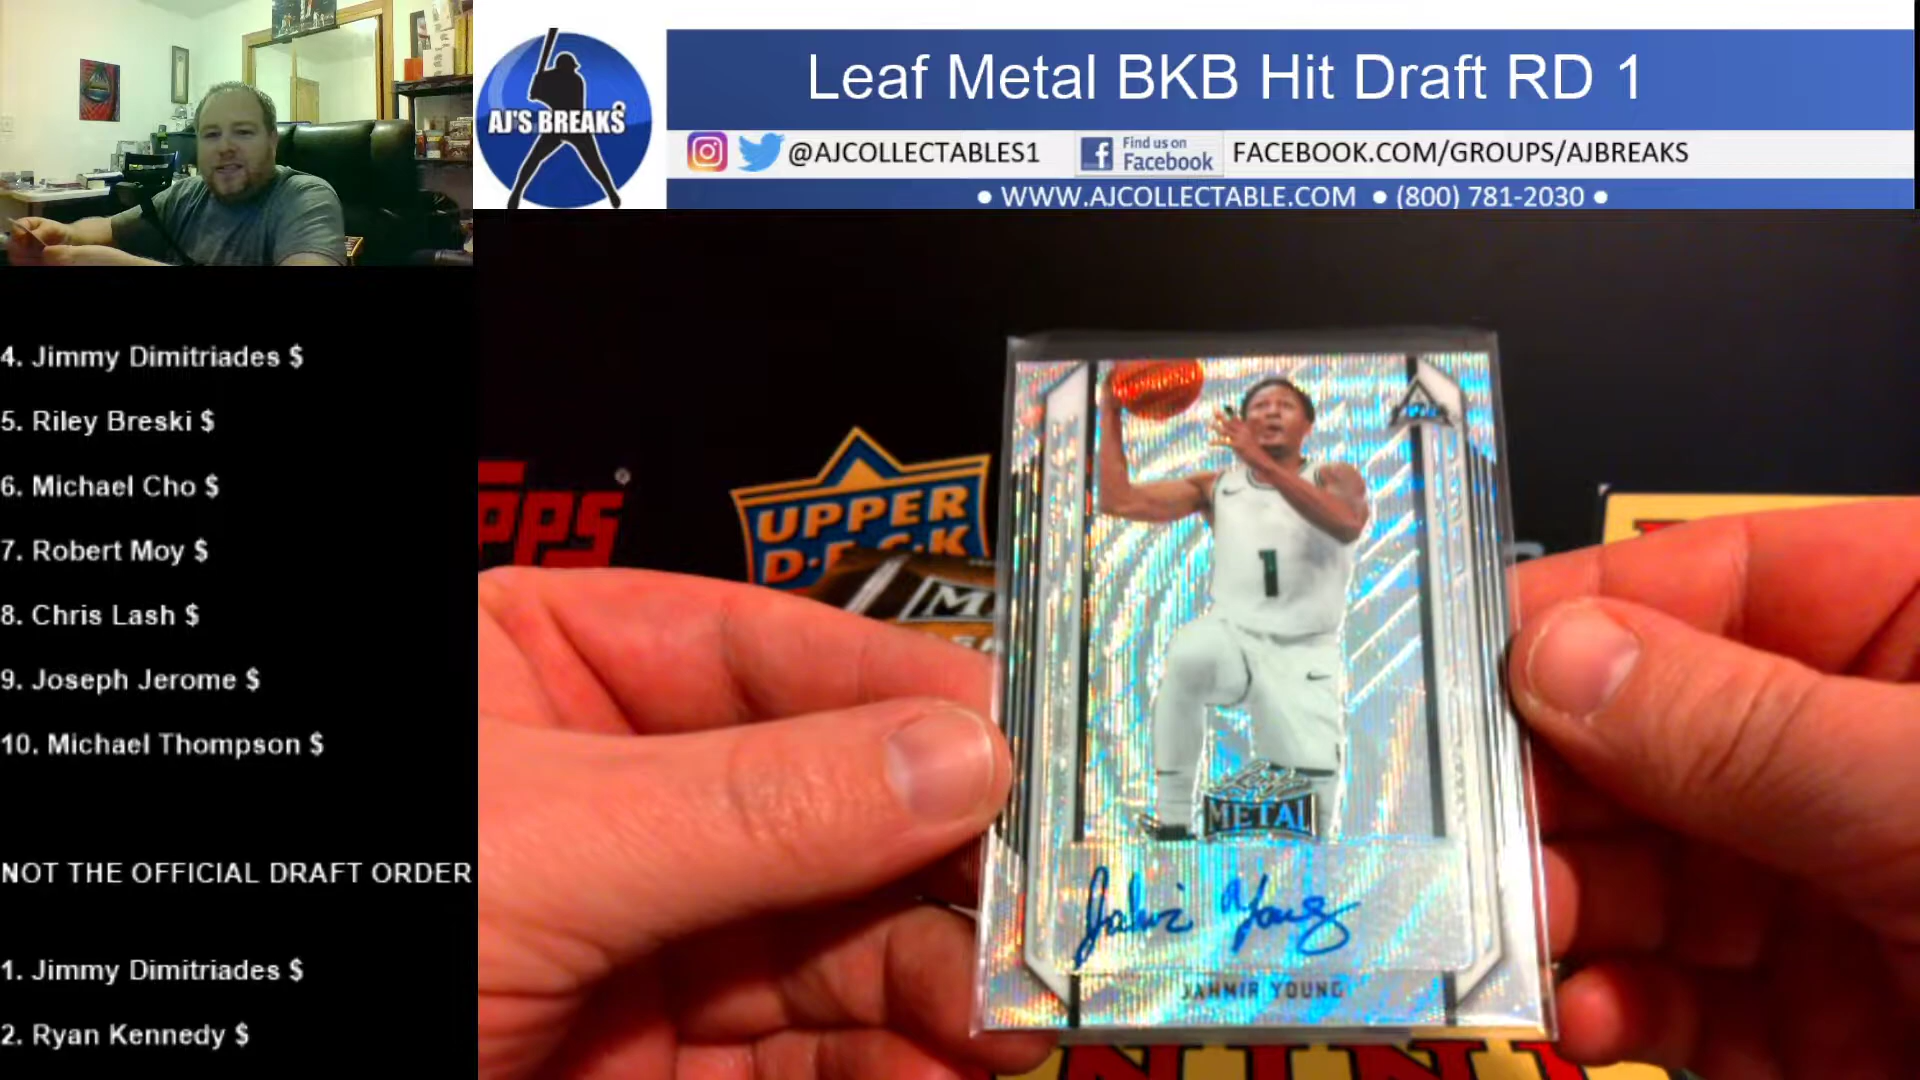 AJ'S BREAKS
Leaf Metal BKB Hit Draft RD 1
@AJCOLLECTABLES1
Find us on
Facebook
FACEBOOK.COM/GROUPS/AJBREAKS
● WWW.AJCOLLECTABLE.COM ● (800) 781-2030 ●
4. Jimmy Dimitriades $
5. Riley Breski $
6. Michael Cho $
7. Robert Moy $
8. Chris Lash $
9. Joseph Jerome $
10. Michael Thompson $
NOT THE OFFICIAL DRAFT ORDER
1. Jimmy Dimitriades $
2. Ryan Kennedy $
UPPER
1
Leaf
METAL
JAHMIR YOUNG